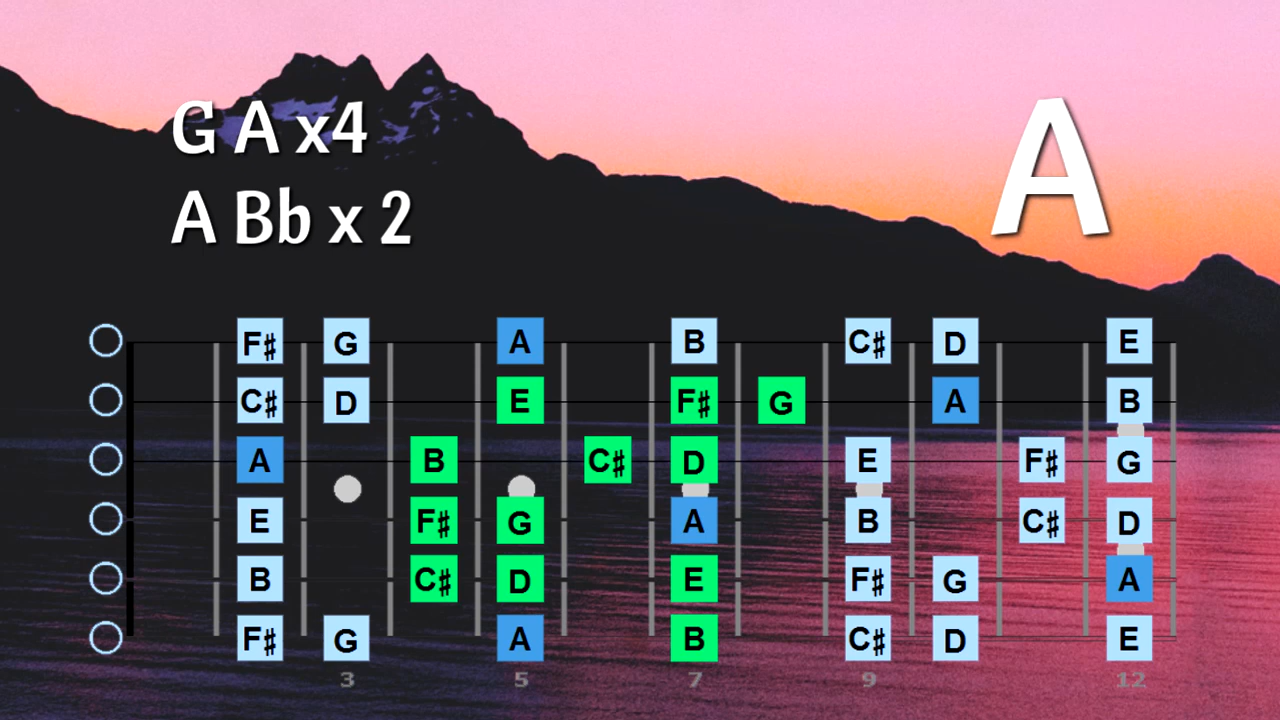 G A x4
A Bb x 2
A
F♯ G A B C♯ D E
C♯ D E F♯ G A B
A B C♯ D E F♯ G
E F♯ G A B C♯ D
B C♯ D E F♯ G A
F♯ G A B C♯ D E
3 5 7 9 12